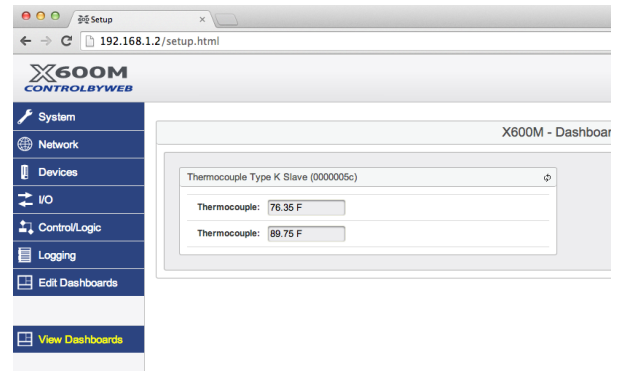 Setup
192.168.1.2/setup.html
X600M
CONTROLBYWEB
System
Network
Devices
I/O
Control/Logic
Logging
Edit Dashboards
View Dashboards
X600M - Dashboar
Thermocouple Type K Slave (0000005c)
Thermocouple: 76.35 F
Thermocouple: 89.75 F